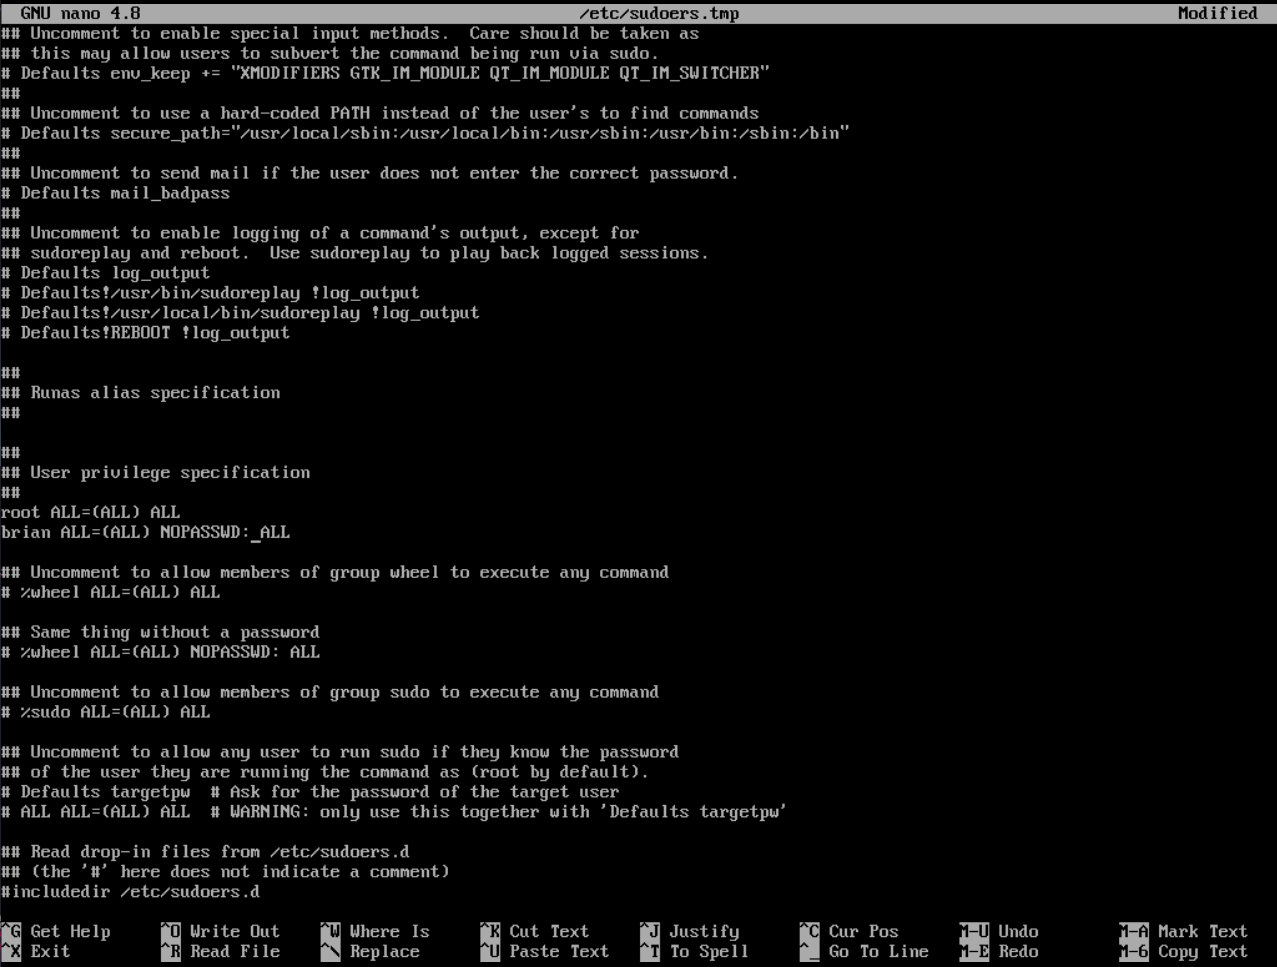 GNU nano 4.8 /etc/sudoers.tmp Modified
## Uncomment to enable special input methods.  Care should be taken as
## this may allow users to subvert the command being run via sudo.
# Defaults env_keep += "XMODIFIERS GTK_IM_MODULE QT_IM_MODULE QT_IM_SWITCHER"
##
## Uncomment to use a hard-coded PATH instead of the user's to find commands
# Defaults secure_path="/usr/local/sbin:/usr/local/bin:/usr/sbin:/usr/bin:/sbin:/bin"
##
## Uncomment to send mail if the user does not enter the correct password.
# Defaults mail_badpass
##
## Uncomment to enable logging of a command's output, except for
## sudoreplay and reboot.  Use sudoreplay to play back logged sessions.
# Defaults log_output
# Defaults!/usr/bin/sudoreplay !log_output
# Defaults!/usr/local/bin/sudoreplay !log_output
# Defaults!REBOOT !log_output
##
## Runas alias specification
##
##
## User privilege specification
##
root ALL=(ALL) ALL
brian ALL=(ALL) NOPASSWD: ALL
## Uncomment to allow members of group wheel to execute any command
# %wheel ALL=(ALL) ALL
## Same thing without a password
# %wheel ALL=(ALL) NOPASSWD: ALL
## Uncomment to allow members of group sudo to execute any command
# %sudo ALL=(ALL) ALL
## Uncomment to allow any user to run sudo if they know the password
## of the user they are running the command as (root by default).
# Defaults targetpw  # Ask for the password of the target user
# ALL ALL=(ALL) ALL  # WARNING: only use this together with 'Defaults targetpw'
## Read drop-in files from /etc/sudoers.d
## (the '#' here does not indicate a comment)
#includedir /etc/sudoers.d
^G Get Help ^O Write Out ^W Where Is ^K Cut Text ^J Justify ^C Cur Pos M-U Undo M-A Mark Text
^X Exit ^R Read File ^\ Replace ^U Paste Text ^T To Spell ^_ Go To Line M-E Redo M-6 Copy Text